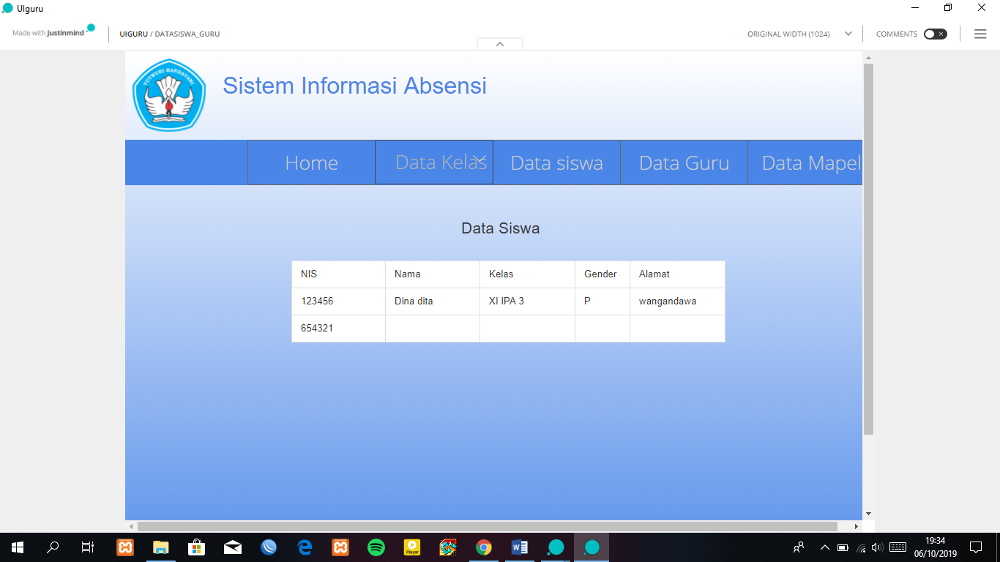 UIguru
Made with Justinmind
UIGURU / DATASISWA_GURU
ORIGINAL WIDTH (1024)
COMMENTS
TUTWURI HANDAYANI
Sistem Informasi Absensi
Home
Data Kelas
Data siswa
Data Guru
Data Mapel
Data Siswa
NIS Nama Kelas Gender Alamat
123456 Dina dita XI IPA 3 P wangandawa
654321
Player
19:34
06/10/2019